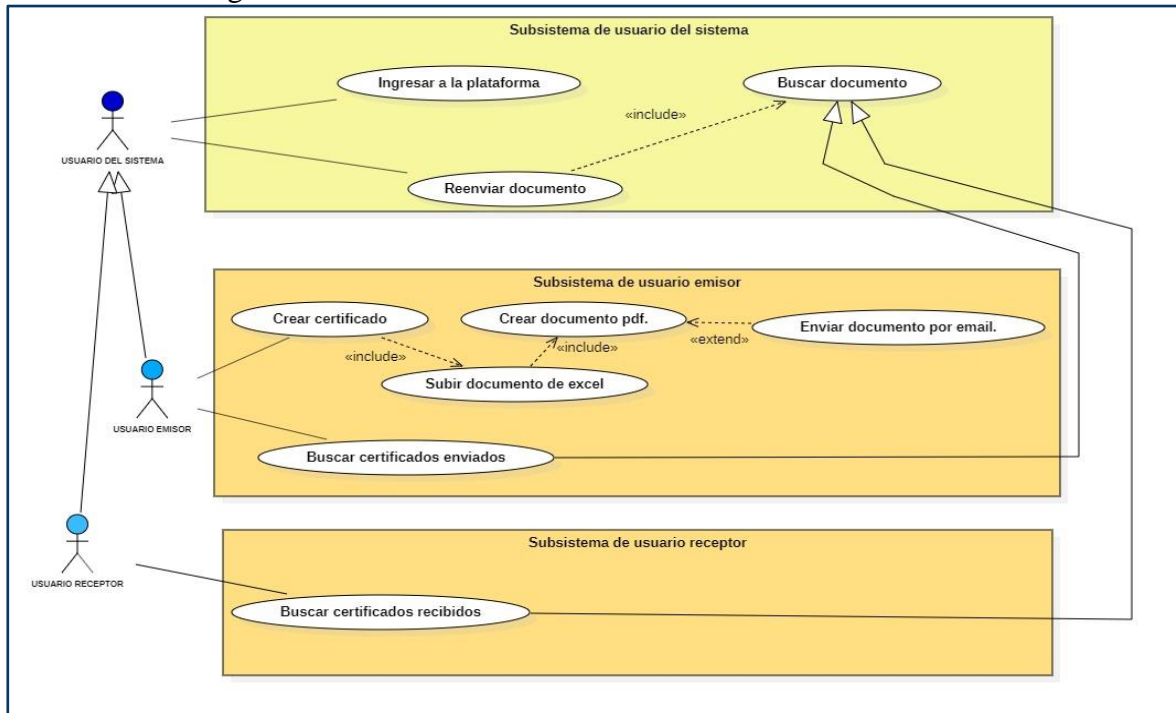 Subsistema de usuario del sistema
Ingresar a la plataforma
Buscar documento
«include»
USUARIO DEL SISTEMA
Reenviar documento
Subsistema de usuario emisor
Crear certificado
Crear documento pdf.
Enviar documento por email.
«include»
«include»
«extend»
Subir documento de excel
USUARIO EMISOR
Buscar certificados enviados
Subsistema de usuario receptor
USUARIO RECEPTOR
Buscar certificados recibidos